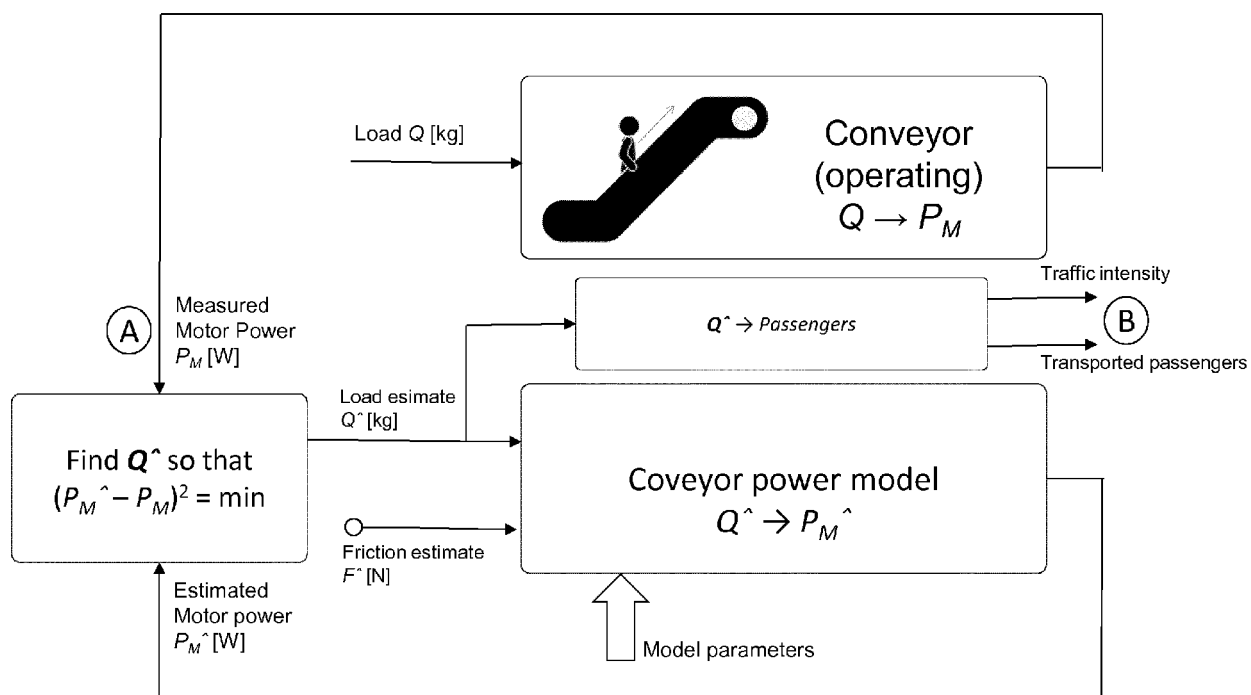 Load Q [kg]
Conveyor
(operating)
Q → P_M
Traffic intensity
B
Transported passengers
Q^ → Passengers
A
Measured
Motor Power
P_M [W]
Load esimate
Q^ [kg]
Find Q^ so that
(P_M^ – P_M)² = min
Coveyor power model
Q^ → P_M^
Friction estimate
F^ [N]
Estimated
Motor power
P_M^ [W]
Model parameters